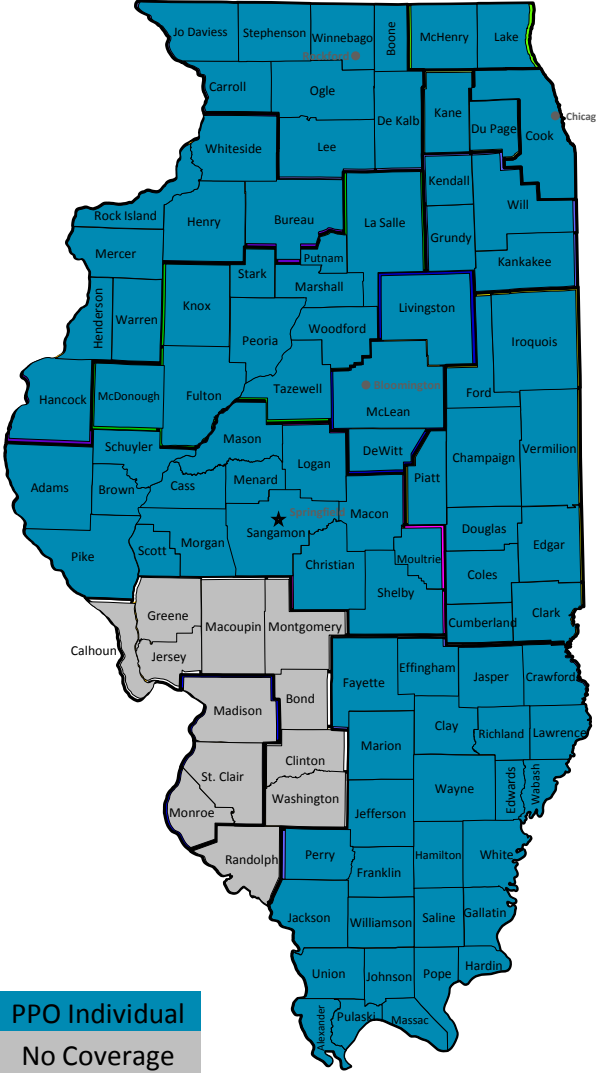 Jo Daviess
Stephenson
Winnebago
Boone
McHenry
Lake
Rockford
Carroll
Ogle
De Kalb
Kane
Du Page
Cook
Chicag
Whiteside
Lee
Kendall
Will
Rock Island
Henry
Bureau
La Salle
Grundy
Mercer
Putnam
Kankakee
Stark
Marshall
Henderson
Warren
Knox
Peoria
Woodford
Livingston
Iroquois
Hancock
McDonough
Fulton
Tazewell
Bloomington
McLean
Ford
Schuyler
Mason
Logan
DeWitt
Piatt
Champaign
Vermilion
Adams
Brown
Cass
Menard
Springfield
Sangamon
Macon
Douglas
Edgar
Pike
Scott
Morgan
Christian
Moultrie
Coles
Shelby
Cumberland
Clark
Calhoun
Greene
Macoupin
Montgomery
Jersey
Fayette
Effingham
Jasper
Crawford
Madison
Bond
Clay
Richland
Lawrence
Marion
St. Clair
Clinton
Washington
Wayne
Edwards
Wabash
Monroe
Jefferson
Randolph
Perry
Hamilton
White
Franklin
Jackson
Williamson
Saline
Gallatin
Union
Johnson
Pope
Hardin
Alexander
Pulaski
Massac
PPO Individual
No Coverage